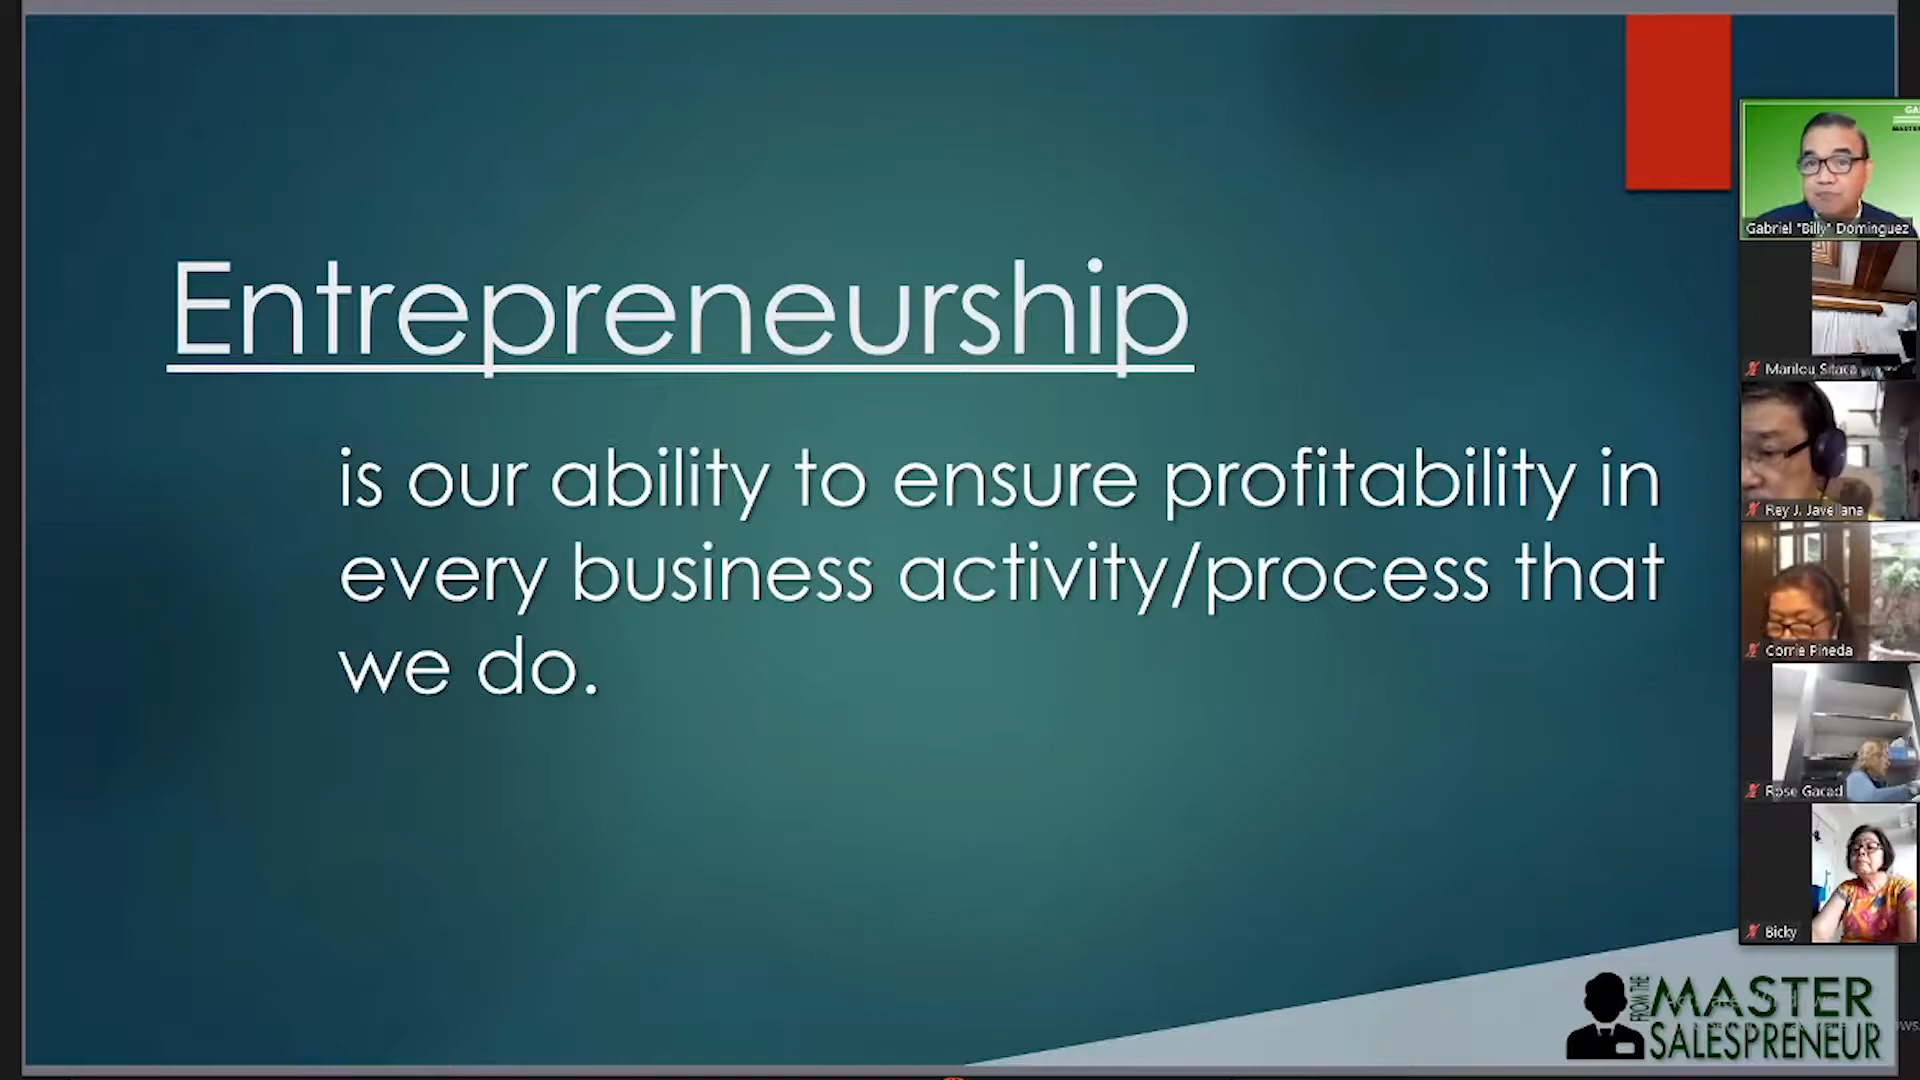 Entrepreneurship
is our ability to ensure profitability in
every business activity/process that
we do.
Gabriel "Billy" Dominguez
Marilou Sitaca
Rey J. Javellana
Corrie Pineda
Rose Gacad
Bicky
FROM THE
MASTER
SALESPRENEUR